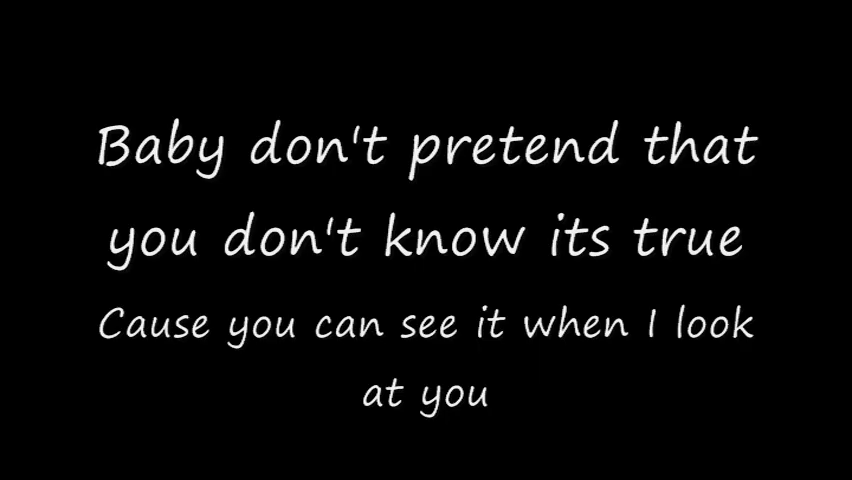 Baby don't pretend that
you don't know its true
Cause you can see it when I look
at you